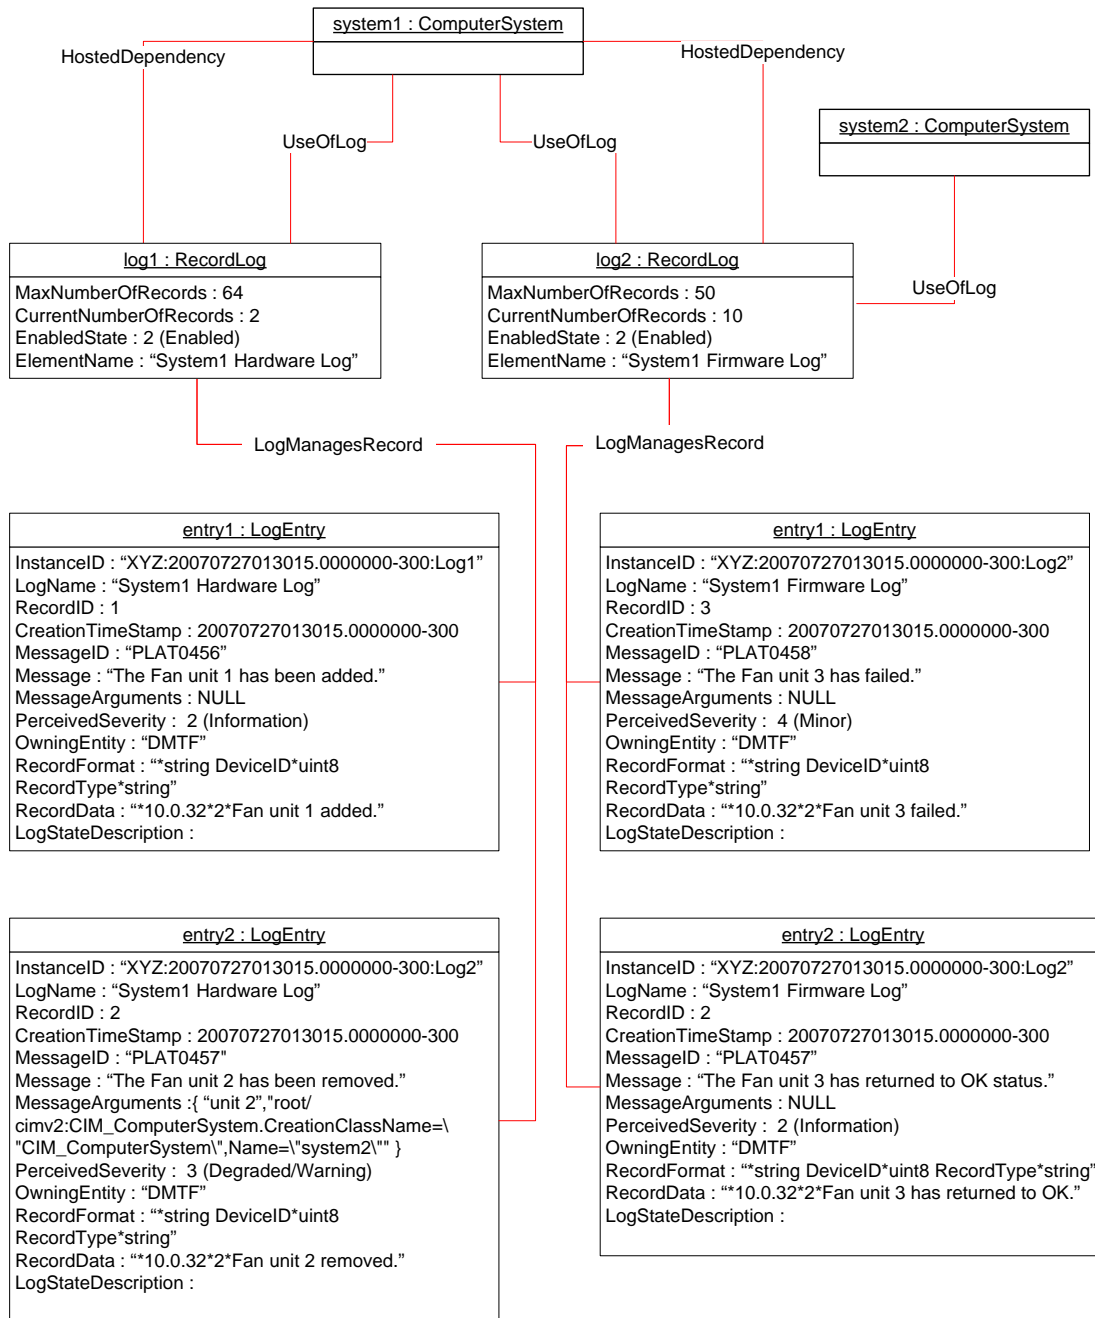 system1 : ComputerSystem
HostedDependency
HostedDependency
UseOfLog
UseOfLog
system2 : ComputerSystem
UseOfLog
log1 : RecordLog
MaxNumberOfRecords : 64
CurrentNumberOfRecords : 2
EnabledState : 2 (Enabled)
ElementName : “System1 Hardware Log”
log2 : RecordLog
MaxNumberOfRecords : 50
CurrentNumberOfRecords : 10
EnabledState : 2 (Enabled)
ElementName : “System1 Firmware Log”
LogManagesRecord
LogManagesRecord
entry1 : LogEntry
InstanceID : “XYZ:20070727013015.0000000-300:Log1”
LogName : “System1 Hardware Log”
RecordID : 1
CreationTimeStamp : 20070727013015.0000000-300
MessageID : “PLAT0456”
Message : “The Fan unit 1 has been added.”
MessageArguments : NULL
PerceivedSeverity :  2 (Information)
OwningEntity : “DMTF”
RecordFormat : “*string DeviceID*uint8
RecordType*string”
RecordData : “*10.0.32*2*Fan unit 1 added.”
LogStateDescription :
entry1 : LogEntry
InstanceID : “XYZ:20070727013015.0000000-300:Log2”
LogName : “System1 Firmware Log”
RecordID : 3
CreationTimeStamp : 20070727013015.0000000-300
MessageID : “PLAT0458”
Message : “The Fan unit 3 has failed.”
MessageArguments : NULL
PerceivedSeverity :  4 (Minor)
OwningEntity : “DMTF”
RecordFormat : “*string DeviceID*uint8
RecordType*string”
RecordData : “*10.0.32*2*Fan unit 3 failed.”
LogStateDescription :
entry2 : LogEntry
InstanceID : “XYZ:20070727013015.0000000-300:Log2”
LogName : “System1 Hardware Log”
RecordID : 2
CreationTimeStamp : 20070727013015.0000000-300
MessageID : “PLAT0457"
Message : “The Fan unit 2 has been removed.”
MessageArguments :{ “unit 2”,"root/
cimv2:CIM_ComputerSystem.CreationClassName=\
"CIM_ComputerSystem\",Name=\"system2\"" }
PerceivedSeverity :  3 (Degraded/Warning)
OwningEntity : “DMTF”
RecordFormat : “*string DeviceID*uint8
RecordType*string”
RecordData : “*10.0.32*2*Fan unit 2 removed.”
LogStateDescription :
entry2 : LogEntry
InstanceID : “XYZ:20070727013015.0000000-300:Log2”
LogName : “System1 Firmware Log”
RecordID : 2
CreationTimeStamp : 20070727013015.0000000-300
MessageID : “PLAT0457”
Message : “The Fan unit 3 has returned to OK status.”
MessageArguments : NULL
PerceivedSeverity :  2 (Information)
OwningEntity : “DMTF”
RecordFormat : “*string DeviceID*uint8 RecordType*string”
RecordData : “*10.0.32*2*Fan unit 3 has returned to OK.”
LogStateDescription :